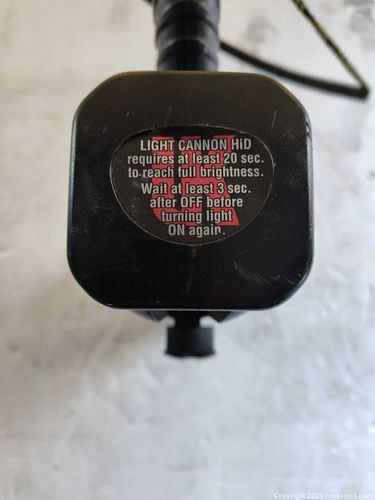 LIGHT CANNON HiD
requires at least 20 sec.
to reach full brightness.
Wait at least 3 sec.
after OFF before
turning light
ON again.
UK
Copyright 2025 - maxsold.com